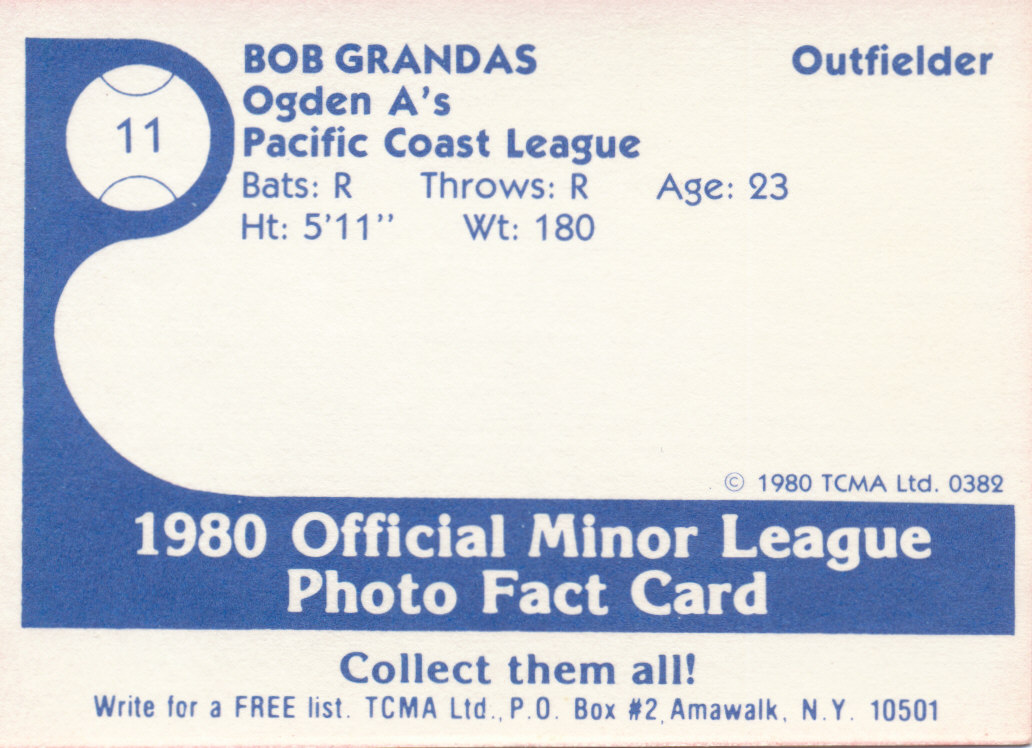 11
BOB GRANDAS Outfielder
Ogden A's
Pacific Coast League
Bats: R Throws: R Age: 23
Ht: 5'11" Wt: 180
© 1980 TCMA Ltd. 0382
1980 Official Minor League
Photo Fact Card
Collect them all!
Write for a FREE list. TCMA Ltd., P.O. Box #2, Amawalk, N.Y. 10501